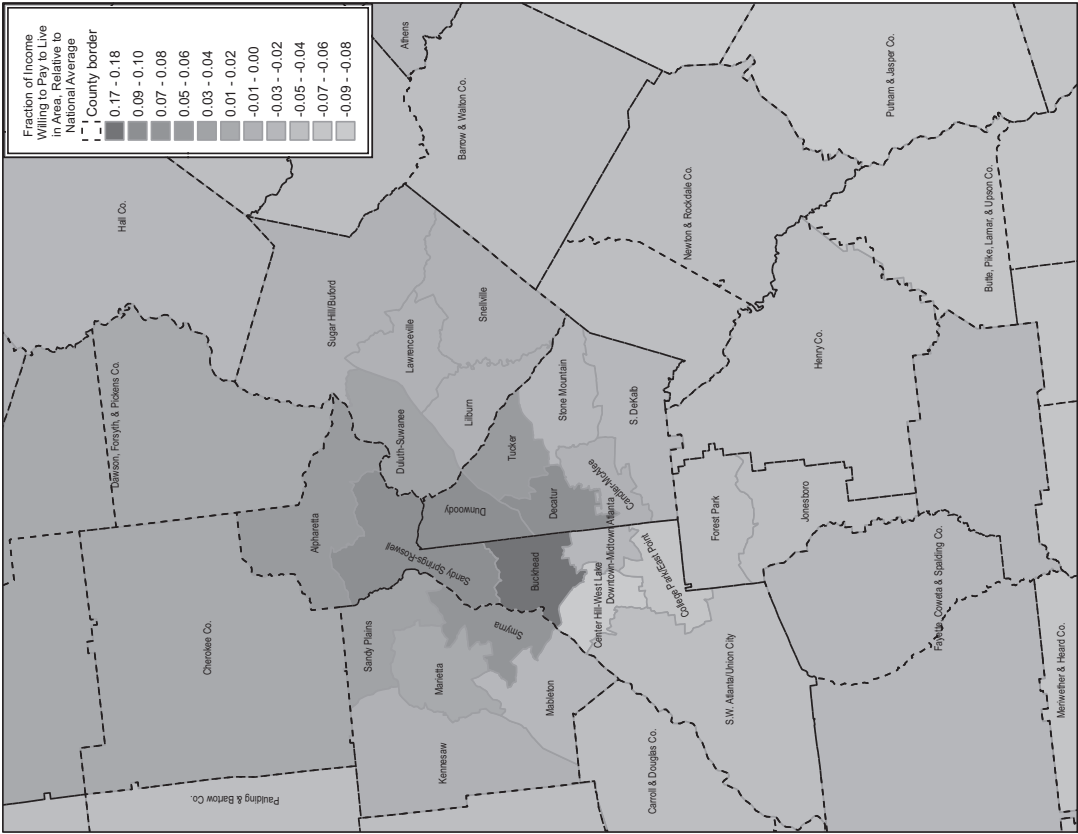 Fraction of Income
Willing to Pay to Live
in Area, Relative to
National Average
County border
0.17 - 0.18
0.09 - 0.10
0.07 - 0.08
0.05 - 0.06
0.03 - 0.04
0.01 - 0.02
-0.01 - 0.00
-0.03 - -0.02
-0.05 - -0.04
-0.07 - -0.06
-0.09 - -0.08
Athens
Hall Co.
Barrow & Walton Co.
Putnam & Jasper Co.
Newton & Rockdale Co.
Butte, Pike, Lamar, & Upson Co.
Sugar Hill/Buford
Snellville
Lawrenceville
Henry Co.
Dawson, Forsyth, & Pickens Co.
Stone Mountain
S. DeKalb
Lilburn
Duluth-Suwanee
Tucker
Candler-McAfee
Decatur
Dunwoody
Jonesboro
Forest Park
Alpharetta
Sandy Springs-Roswell
Buckhead
Downtown-Midtown Atlanta
College Park/East Point
Center Hill-West Lake
Fayette, Coweta & Spalding Co.
Smyrna
Cherokee Co.
Sandy Plains
Marietta
Mableton
S.W. Atlanta/Union City
Meriwether & Heard Co.
Kennesaw
Carroll & Douglas Co.
Paulding & Bartow Co.